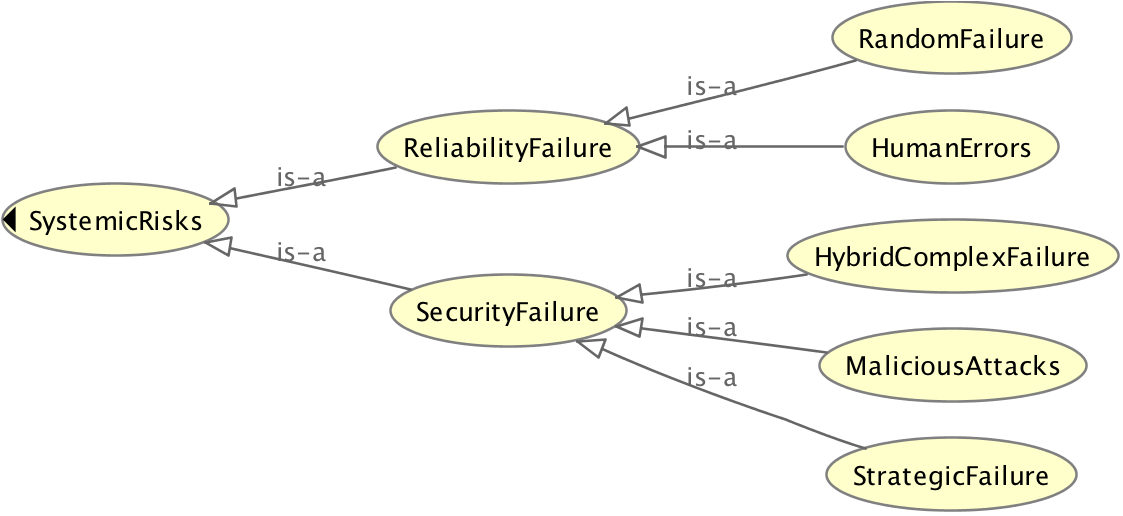 RandomFailure
is-a
ReliabilityFailure
is-a
HumanErrors
is-a
SystemicRisks
is-a
HybridComplexFailure
is-a
SecurityFailure
is-a
MaliciousAttacks
is-a
StrategicFailure